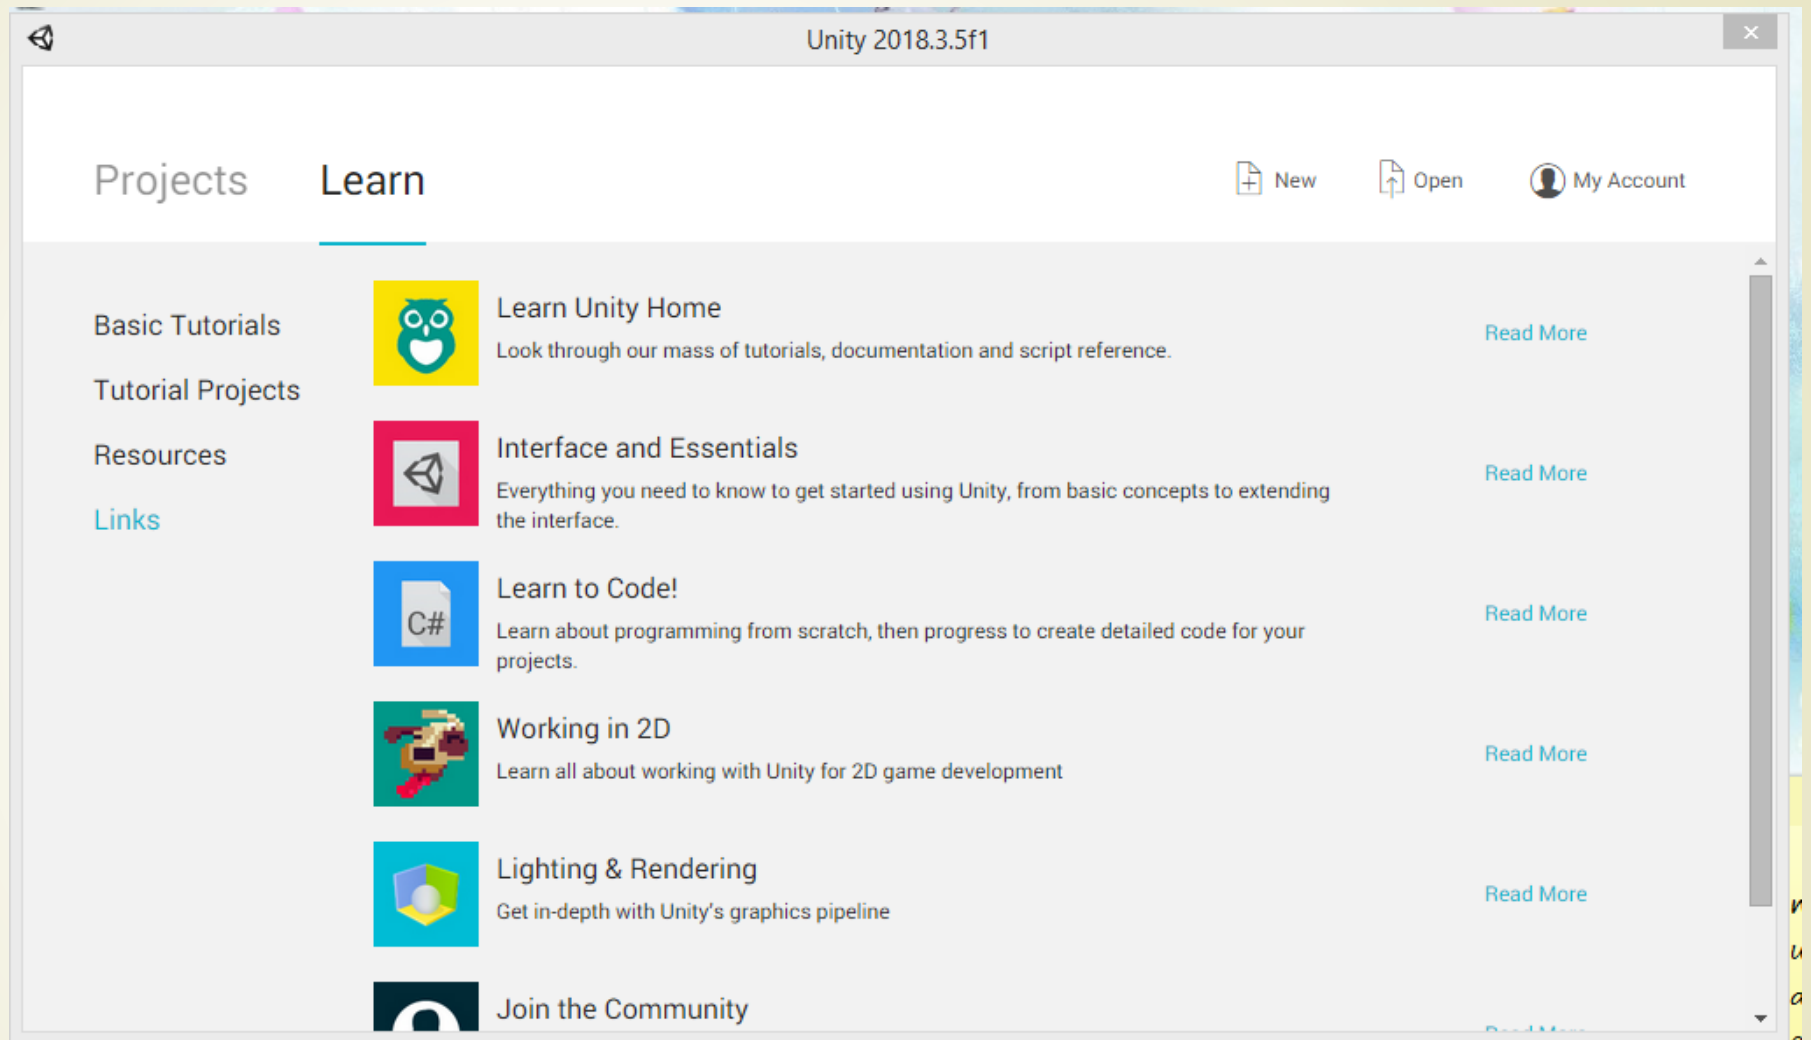 Unity 2018.3.5f1
Projects
Learn
New
Open
My Account
Basic Tutorials
Tutorial Projects
Resources
Links
Learn Unity Home
Look through our mass of tutorials, documentation and script reference.
Read More
Interface and Essentials
Everything you need to know to get started using Unity, from basic concepts to extending
the interface.
Read More
C#
Learn to Code!
Learn about programming from scratch, then progress to create detailed code for your
projects.
Read More
Working in 2D
Learn all about working with Unity for 2D game development
Read More
Lighting & Rendering
Get in-depth with Unity's graphics pipeline
Read More
Join the Community
Read More